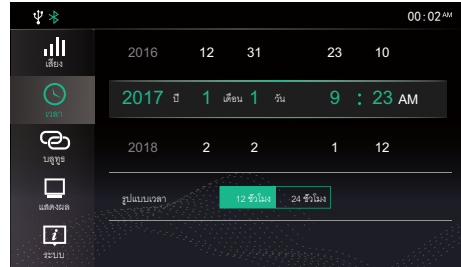 00:02 AM
เสียง
2016 12 31 23 10
เวลา
2017 ปี 1 เดือน 1 วัน 9 : 23 AM
บลูทูธ
2018 2 2 1 12
แสดงผล
รูปแบบเวลา 12 ชั่วโมง 24 ชั่วโมง
ระบบ